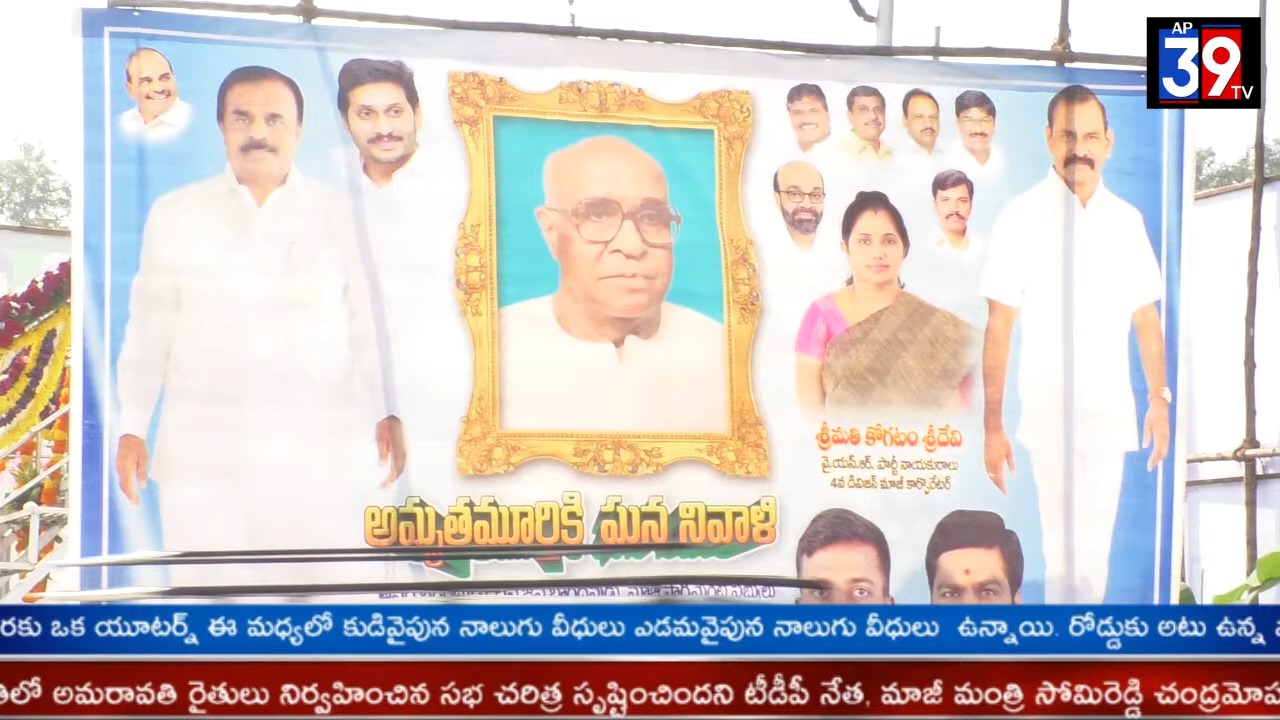 AP
39
TV
శ్రీమతి కోగటం శ్రీదేవి
వై.యస్.ఆర్. పార్టీ నాయకురాలు
4వ డివిజన్ మాజీ కార్పొరేటర్
అమృతమూర్తికి ఘన నివాళి
రకు ఒక యూటర్న్ ఈ మధ్యలో కుడివైపున నాలుగు వీధులు ఎడమవైపున నాలుగు వీధులు ఉన్నాయి. రోడ్డుకు అటు ఉన్న
తిలో అమరావతి రైతులు నిర్వహించిన సభ చరిత్ర సృష్టించిందని టీడీపీ నేత, మాజీ మంత్రి సోమిరెడ్డి చంద్రమోహ